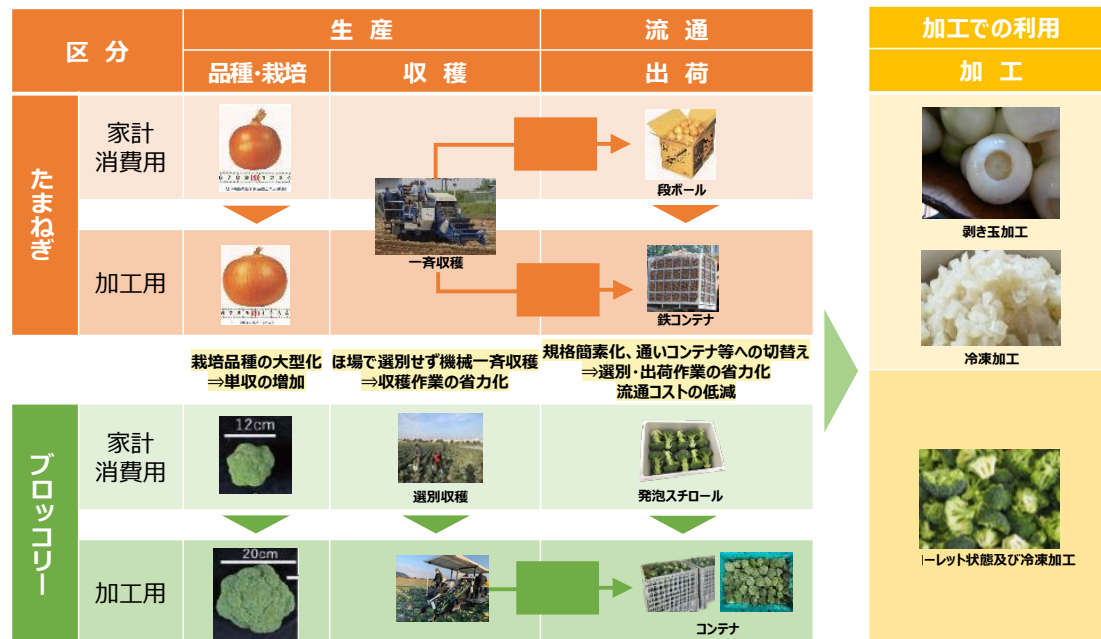 区 分
生 産
流 通
加工での利用
品種・栽培
収 穫
出 荷
加 工
たまねぎ
家計
消費用
段ボール
一斉収穫
加工用
鉄コンテナ
剥き玉加工
冷凍加工
栽培品種の大型化
⇒単収の増加
ほ場で選別せず機械一斉収穫
⇒収穫作業の省力化
規格簡素化、通いコンテナ等への切替え
⇒選別・出荷作業の省力化
流通コストの低減
ブロッコリー
家計
消費用
12cm
選別収穫
発泡スチロール
加工用
20cm
コンテナ
ーレット状態及び冷凍加工